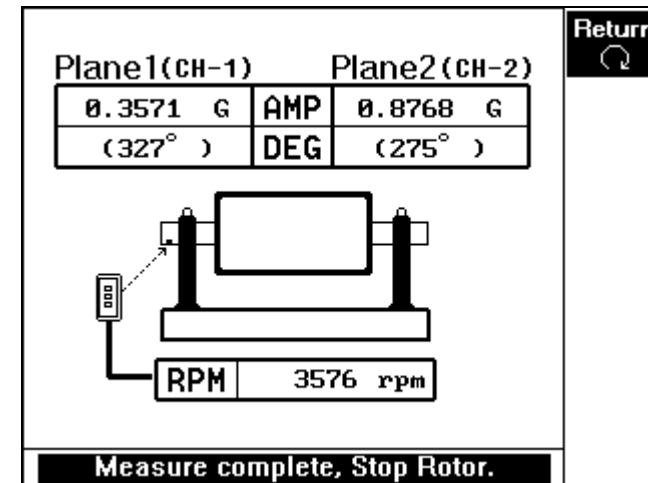 Return
Plane1(CH-1) Plane2(CH-2)
0.3571 G AMP 0.8768 G
(327° ) DEG (275° )
RPM 3576 rpm
Measure complete, Stop Rotor.